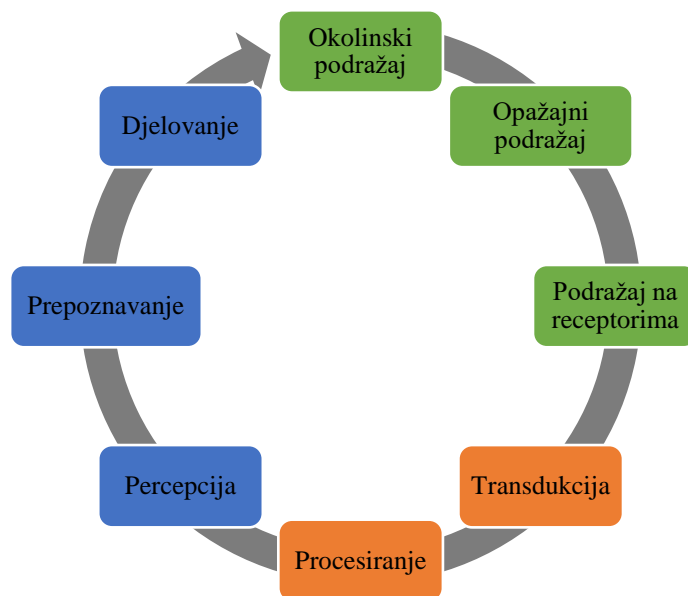 Okolinski
podražaj
Opažajni
podražaj
Podražaj na
receptorima
Transdukcija
Procesiranje
Percepcija
Prepoznavanje
Djelovanje